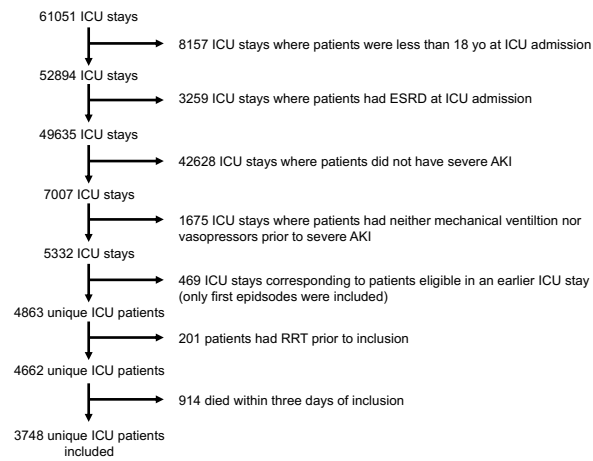 61051 ICU stays
8157 ICU stays where patients were less than 18 yo at ICU admission
52894 ICU stays
3259 ICU stays where patients had ESRD at ICU admission
49635 ICU stays
42628 ICU stays where patients did not have severe AKI
7007 ICU stays
1675 ICU stays where patients had neither mechanical ventiltion nor
vasopressors prior to severe AKI
5332 ICU stays
469 ICU stays corresponding to patients eligible in an earlier ICU stay
(only first epidsodes were included)
4863 unique ICU patients
201 patients had RRT prior to inclusion
4662 unique ICU patients
914 died within three days of inclusion
3748 unique ICU patients
included